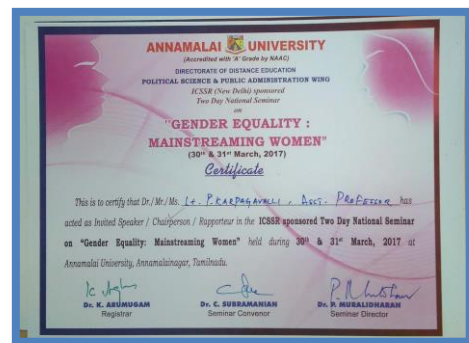 ANNAMALAI UNIVERSITY
(Accredited with 'A' Grade by NAAC)
DIRECTORATE OF DISTANCE EDUCATION
POLITICAL SCIENCE & PUBLIC ADMINISTRATION WING
ICSSR (New Delhi) sponsored
Two Day National Seminar
on
"GENDER EQUALITY :
MAINSTREAMING WOMEN"
(30th & 31st March, 2017)
Certificate
This is to certify that Dr./Mr./Ms. Lt. P. KARPAGAVALLI, ASST. PROFESSOR has
acted as Invited Speaker / Chairperson / Rapporteur in the ICSSR sponsored Two Day National Seminar
on "Gender Equality: Mainstreaming Women" held during 30th & 31st March, 2017 at
Annamalai University, Annamalainagar, Tamilnadu.
Dr. K. ARUMUGAM Dr. C. SUBRAMANIAN Dr. P. MURALIDHARAN
Registrar Seminar Convenor Seminar Director